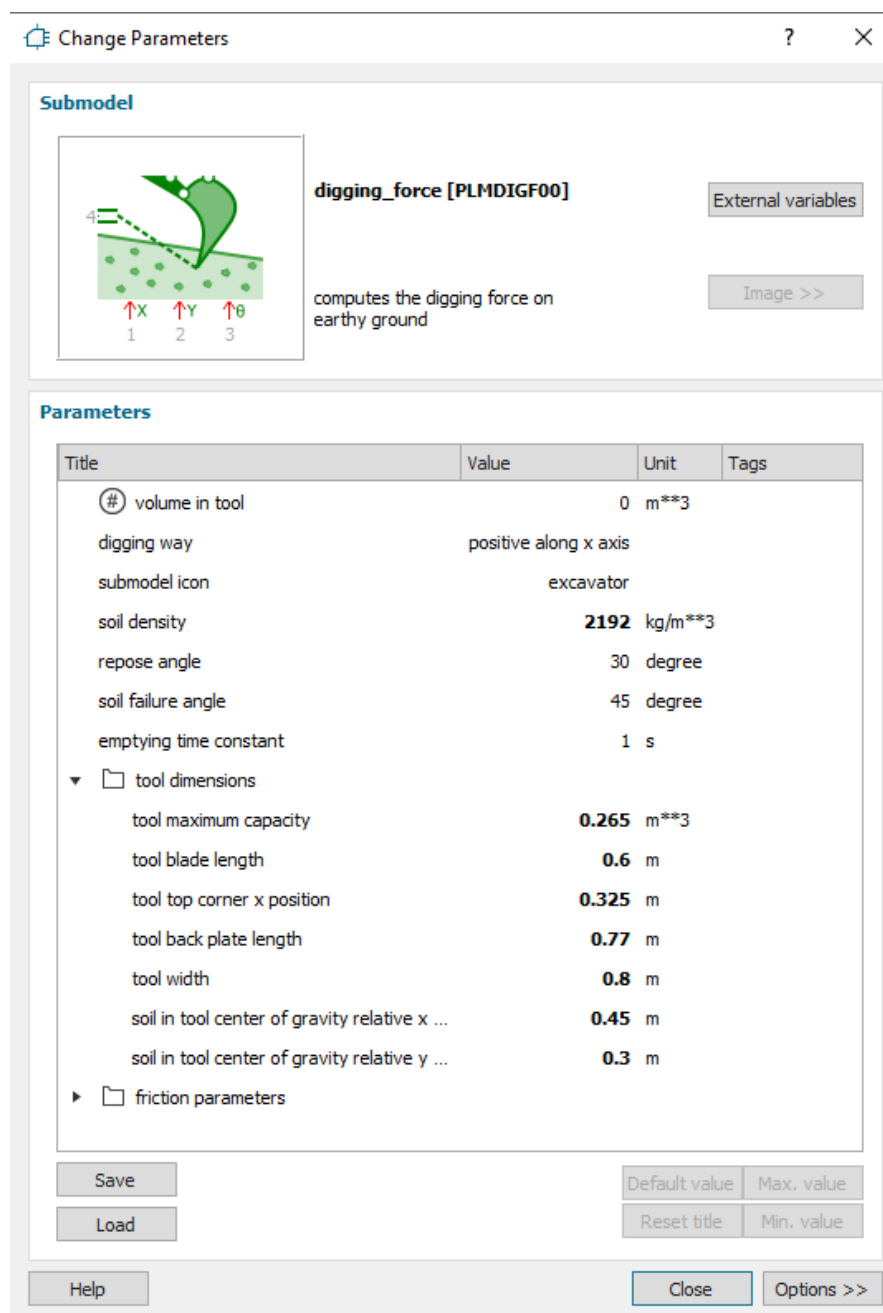 Change Parameters ? ×
Submodel
4
X Y θ
1 2 3
digging_force [PLMDIGF00]
External variables
computes the digging force on
earthy ground
Image >>
Parameters
Title Value Unit Tags
# volume in tool 0 m**3
digging way positive along x axis
submodel icon excavator
soil density 2192 kg/m**3
repose angle 30 degree
soil failure angle 45 degree
emptying time constant 1 s
tool dimensions
tool maximum capacity 0.265 m**3
tool blade length 0.6 m
tool top corner x position 0.325 m
tool back plate length 0.77 m
tool width 0.8 m
soil in tool center of gravity relative x ... 0.45 m
soil in tool center of gravity relative y ... 0.3 m
friction parameters
Save Default value Max. value
Load Reset title Min. value
Help Close Options >>